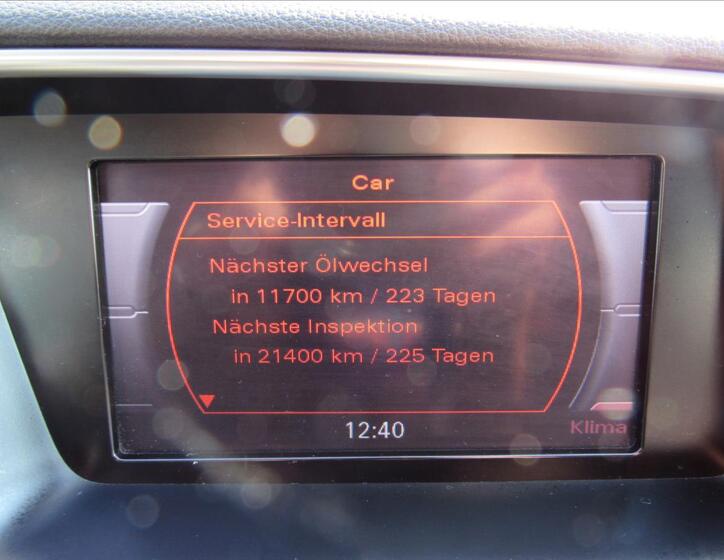 Car
Service-Intervall
Nächster Ölwechsel
in 11700 km / 223 Tagen
Nächste Inspektion
in 21400 km / 225 Tagen
12:40
Klima